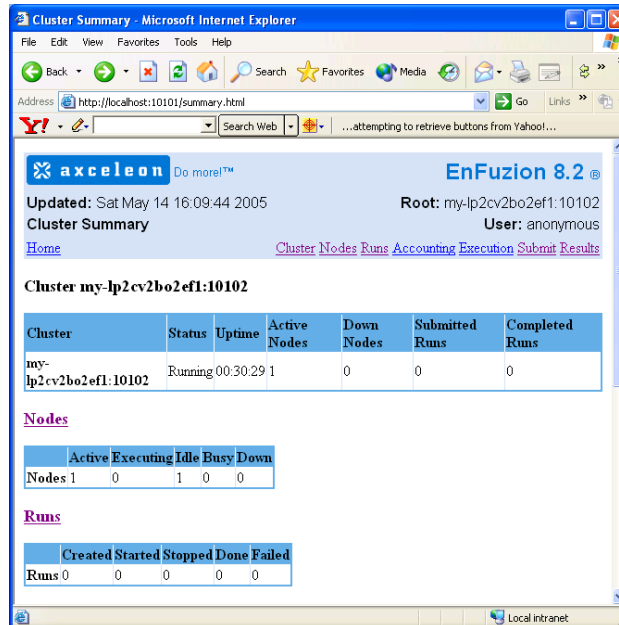 Cluster Summary - Microsoft Internet Explorer
File Edit View Favorites Tools Help
Back Search Favorites Media »
Address http://localhost:10101/summary.html Go Links »
Y! Search Web ...attempting to retrieve buttons from Yahoo!...
axceleon Do more!™ EnFuzion 8.2 ®
Updated: Sat May 14 16:09:44 2005 Root: my-lp2cv2bo2ef1:10102
Cluster Summary User: anonymous
Home Cluster Nodes Runs Accounting Execution Submit Results
Cluster my-lp2cv2bo2ef1:10102
Cluster Status Uptime Active Nodes Down Nodes Submitted Runs Completed Runs
my-
lp2cv2bo2ef1:10102 Running 00:30:29 1 0 0 0
Nodes
Active Executing Idle Busy Down
Nodes 1 0 1 0 0
Runs
Created Started Stopped Done Failed
Runs 0 0 0 0 0
Local intranet